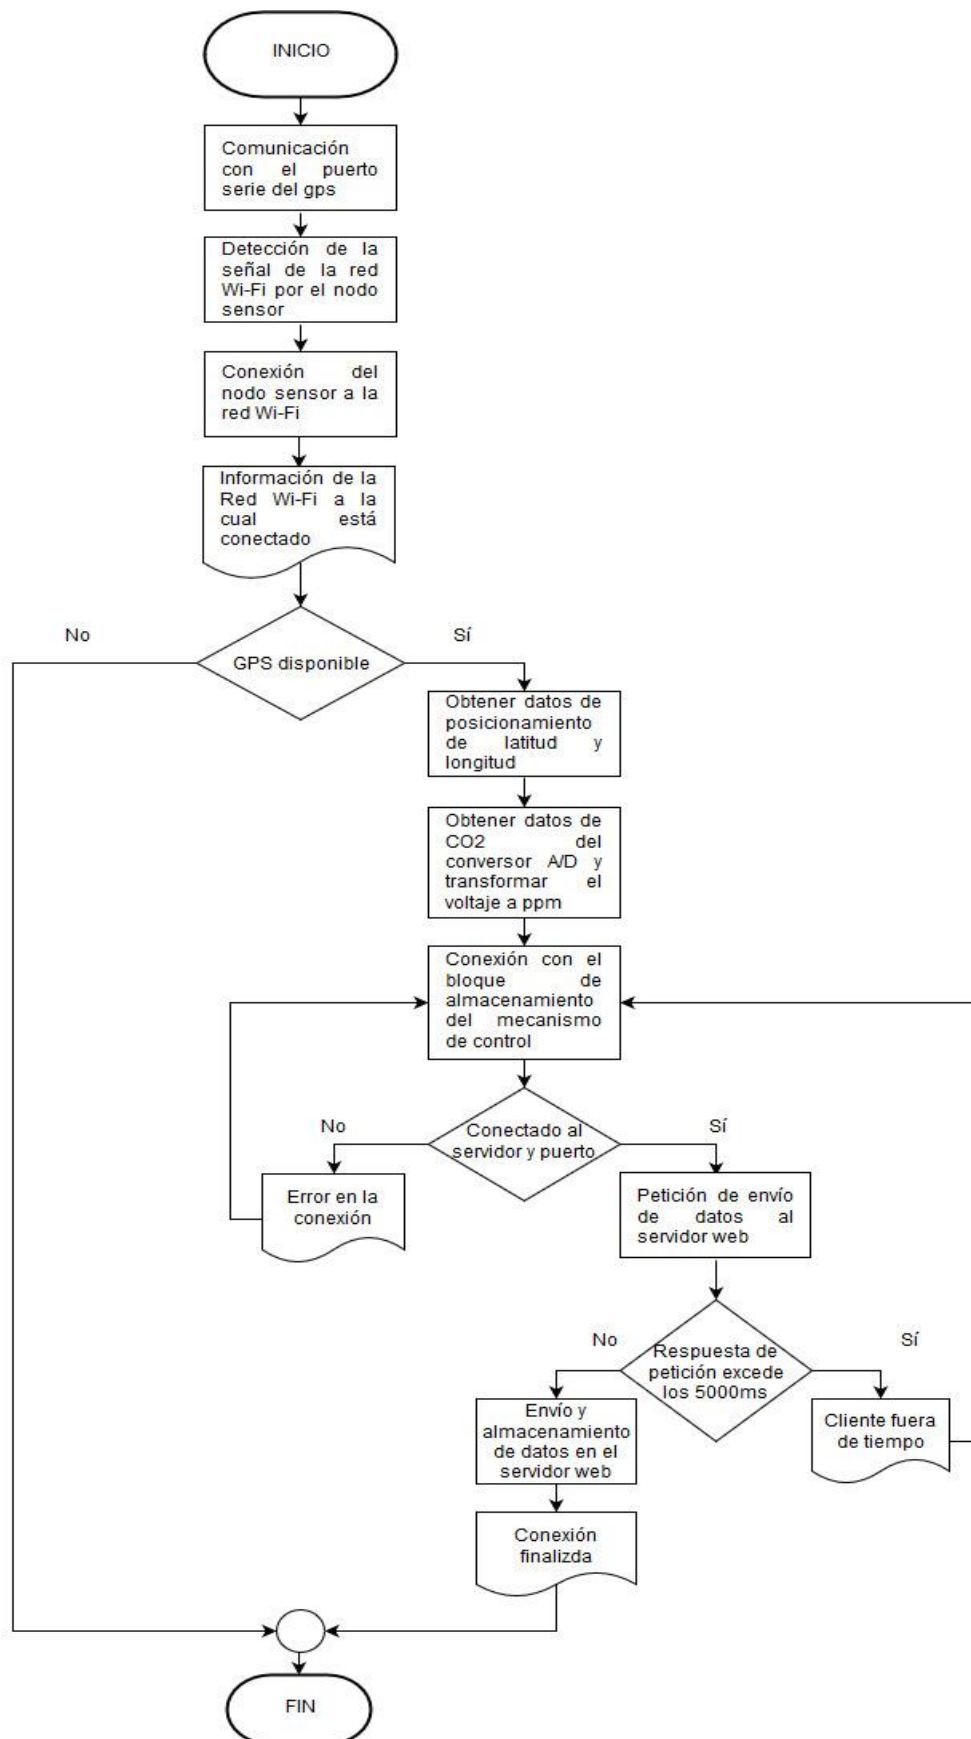 INICIO
Comunicación
con el puerto
serie del gps
Detección de la
señal de la red
Wi-Fi por el nodo
sensor
Conexión del
nodo sensor a la
red Wi-Fi
Información de la
Red Wi-Fi a la
cual está
conectado
No
Sí
GPS disponible
Obtener datos de
posicionamiento
de latitud y
longitud
Obtener datos de
CO2 del
conversor A/D y
transformar el
voltaje a ppm
Conexión con el
bloque de
almacenamiento
del mecanismo
de control
No
Sí
Conectado al
servidor y puerto
Error en la
conexión
Petición de envío
de datos al
servidor web
No
Sí
Respuesta de
petición excede
los 5000ms
Envío y
almacenamiento
de datos en el
servidor web
Cliente fuera
de tiempo
Conexión
finalizda
FIN